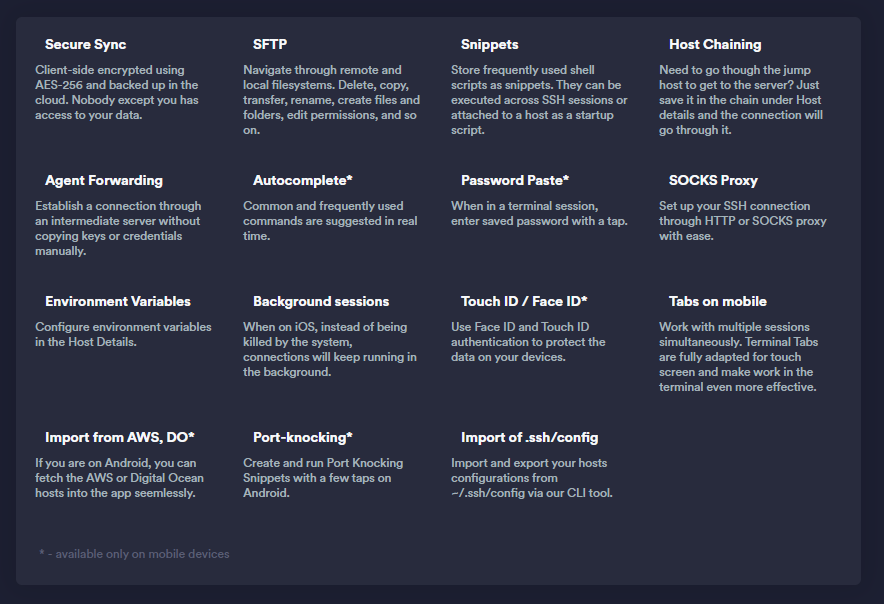 Secure Sync
Client-side encrypted using
AES-256 and backed up in the
cloud. Nobody except you has
access to your data.
SFTP
Navigate through remote and
local filesystems. Delete, copy,
transfer, rename, create files and
folders, edit permissions, and so
on.
Snippets
Store frequently used shell
scripts as snippets. They can be
executed across SSH sessions or
attached to a host as a startup
script.
Host Chaining
Need to go though the jump
host to get to the server? Just
save it in the chain under Host
details and the connection will
go through it.
Agent Forwarding
Establish a connection through
an intermediate server without
copying keys or credentials
manually.
Autocomplete*
Common and frequently used
commands are suggested in real
time.
Password Paste*
When in a terminal session,
enter saved password with a tap.
SOCKS Proxy
Set up your SSH connection
through HTTP or SOCKS proxy
with ease.
Environment Variables
Configure environment variables
in the Host Details.
Background sessions
When on iOS, instead of being
killed by the system,
connections will keep running in
the background.
Touch ID / Face ID*
Use Face ID and Touch ID
authentication to protect the
data on your devices.
Tabs on mobile
Work with multiple sessions
simultaneously. Terminal Tabs
are fully adapted for touch
screen and make work in the
terminal even more effective.
Import from AWS, DO*
If you are on Android, you can
fetch the AWS or Digital Ocean
hosts into the app seemlessly.
Port-knocking*
Create and run Port Knocking
Snippets with a few taps on
Android.
Import of .ssh/config
Import and export your hosts
configurations from
~/.ssh/config via our CLI tool.
* - available only on mobile devices